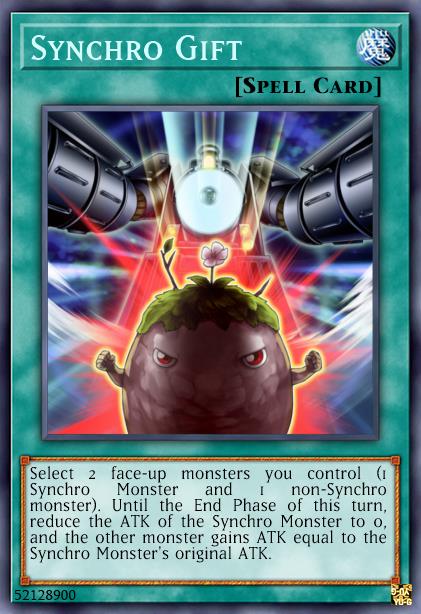 Synchro Gift
魔
[Spell Card]
Select 2 face-up monsters you control (1
Synchro Monster and 1 non-Synchro
monster). Until the End Phase of this turn,
reduce the ATK of the Synchro Monster to 0,
and the other monster gains ATK equal to the
Synchro Monster's original ATK.
52128900